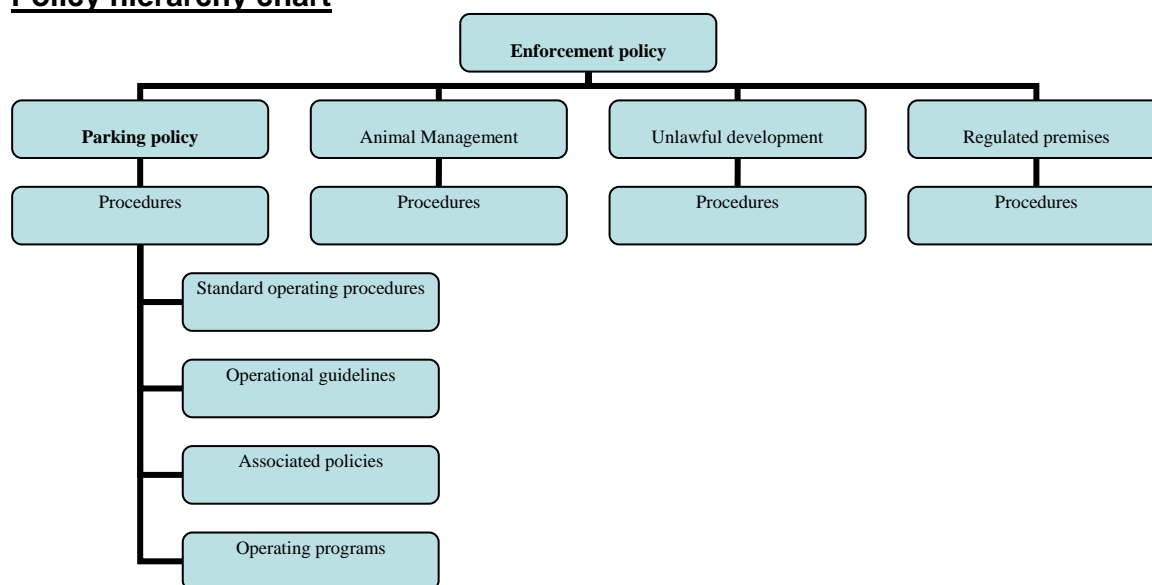 Policy hierarchy chart
Enforcement policy
Parking policy
Animal Management
Unlawful development
Regulated premises
Procedures
Procedures
Procedures
Procedures
Standard operating procedures
Operational guidelines
Associated policies
Operating programs